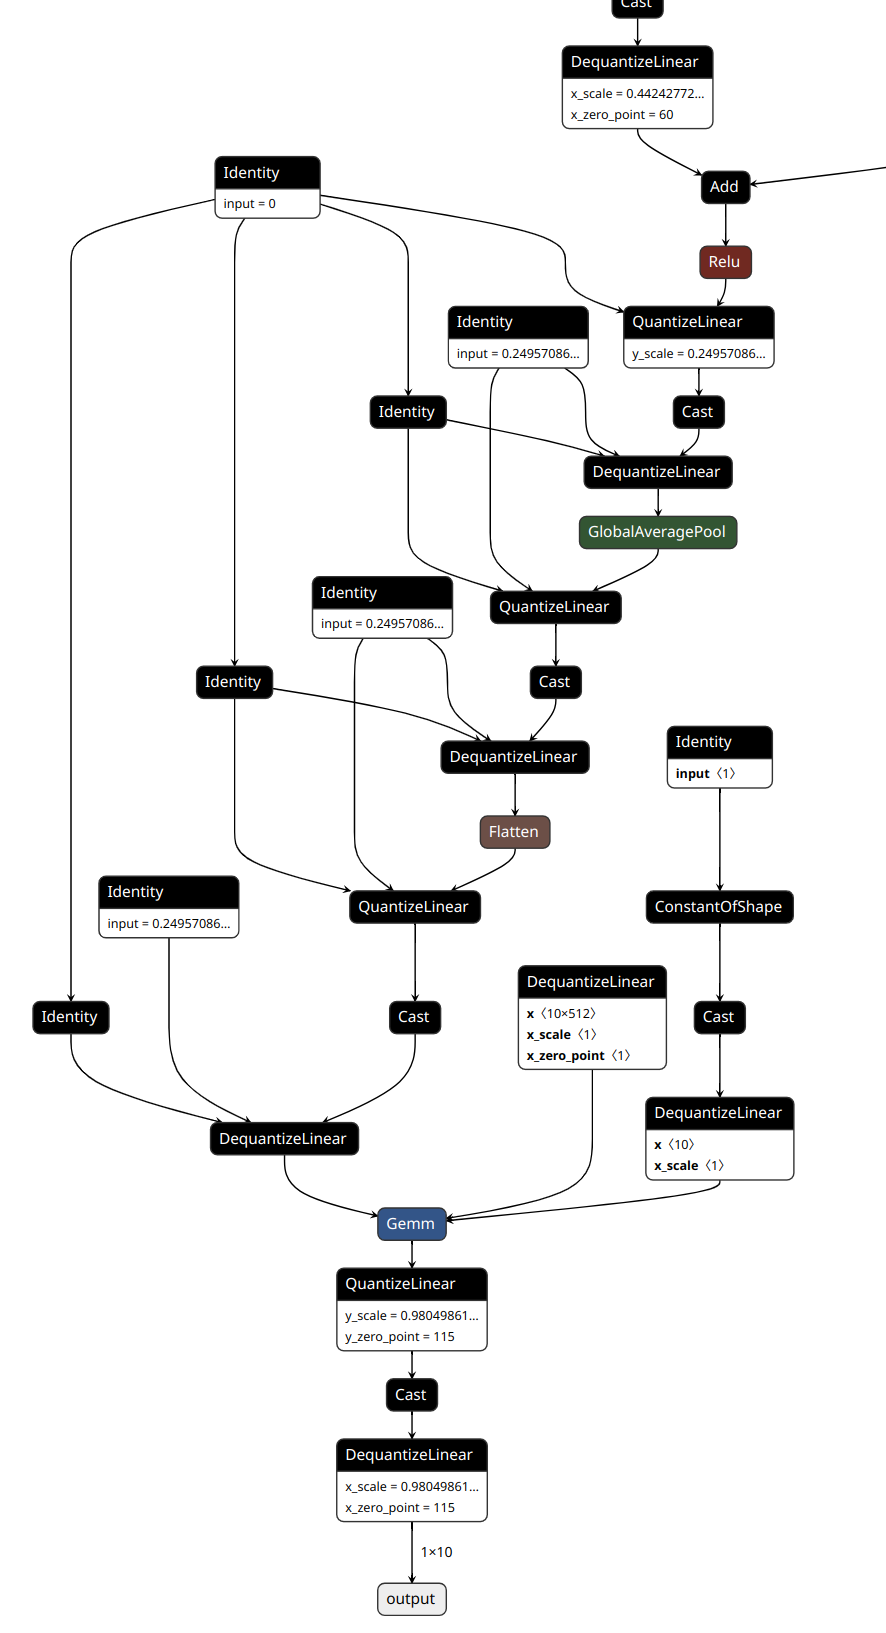 Cast
DequantizeLinear
x_scale = 0.44242772...
x_zero_point = 60
Identity
input = 0
Add
Relu
Identity
input = 0.24957086...
QuantizeLinear
y_scale = 0.24957086...
Identity
Cast
DequantizeLinear
GlobalAveragePool
Identity
input = 0.24957086...
QuantizeLinear
Identity
Cast
DequantizeLinear
Identity
input〈1〉
Flatten
Identity
input = 0.24957086...
QuantizeLinear
ConstantOfShape
DequantizeLinear
x〈10×512〉
x_scale〈1〉
x_zero_point〈1〉
Identity
Cast
Cast
DequantizeLinear
DequantizeLinear
x〈10〉
x_scale〈1〉
Gemm
QuantizeLinear
y_scale = 0.98049861...
y_zero_point = 115
Cast
DequantizeLinear
x_scale = 0.98049861...
x_zero_point = 115
1×10
output